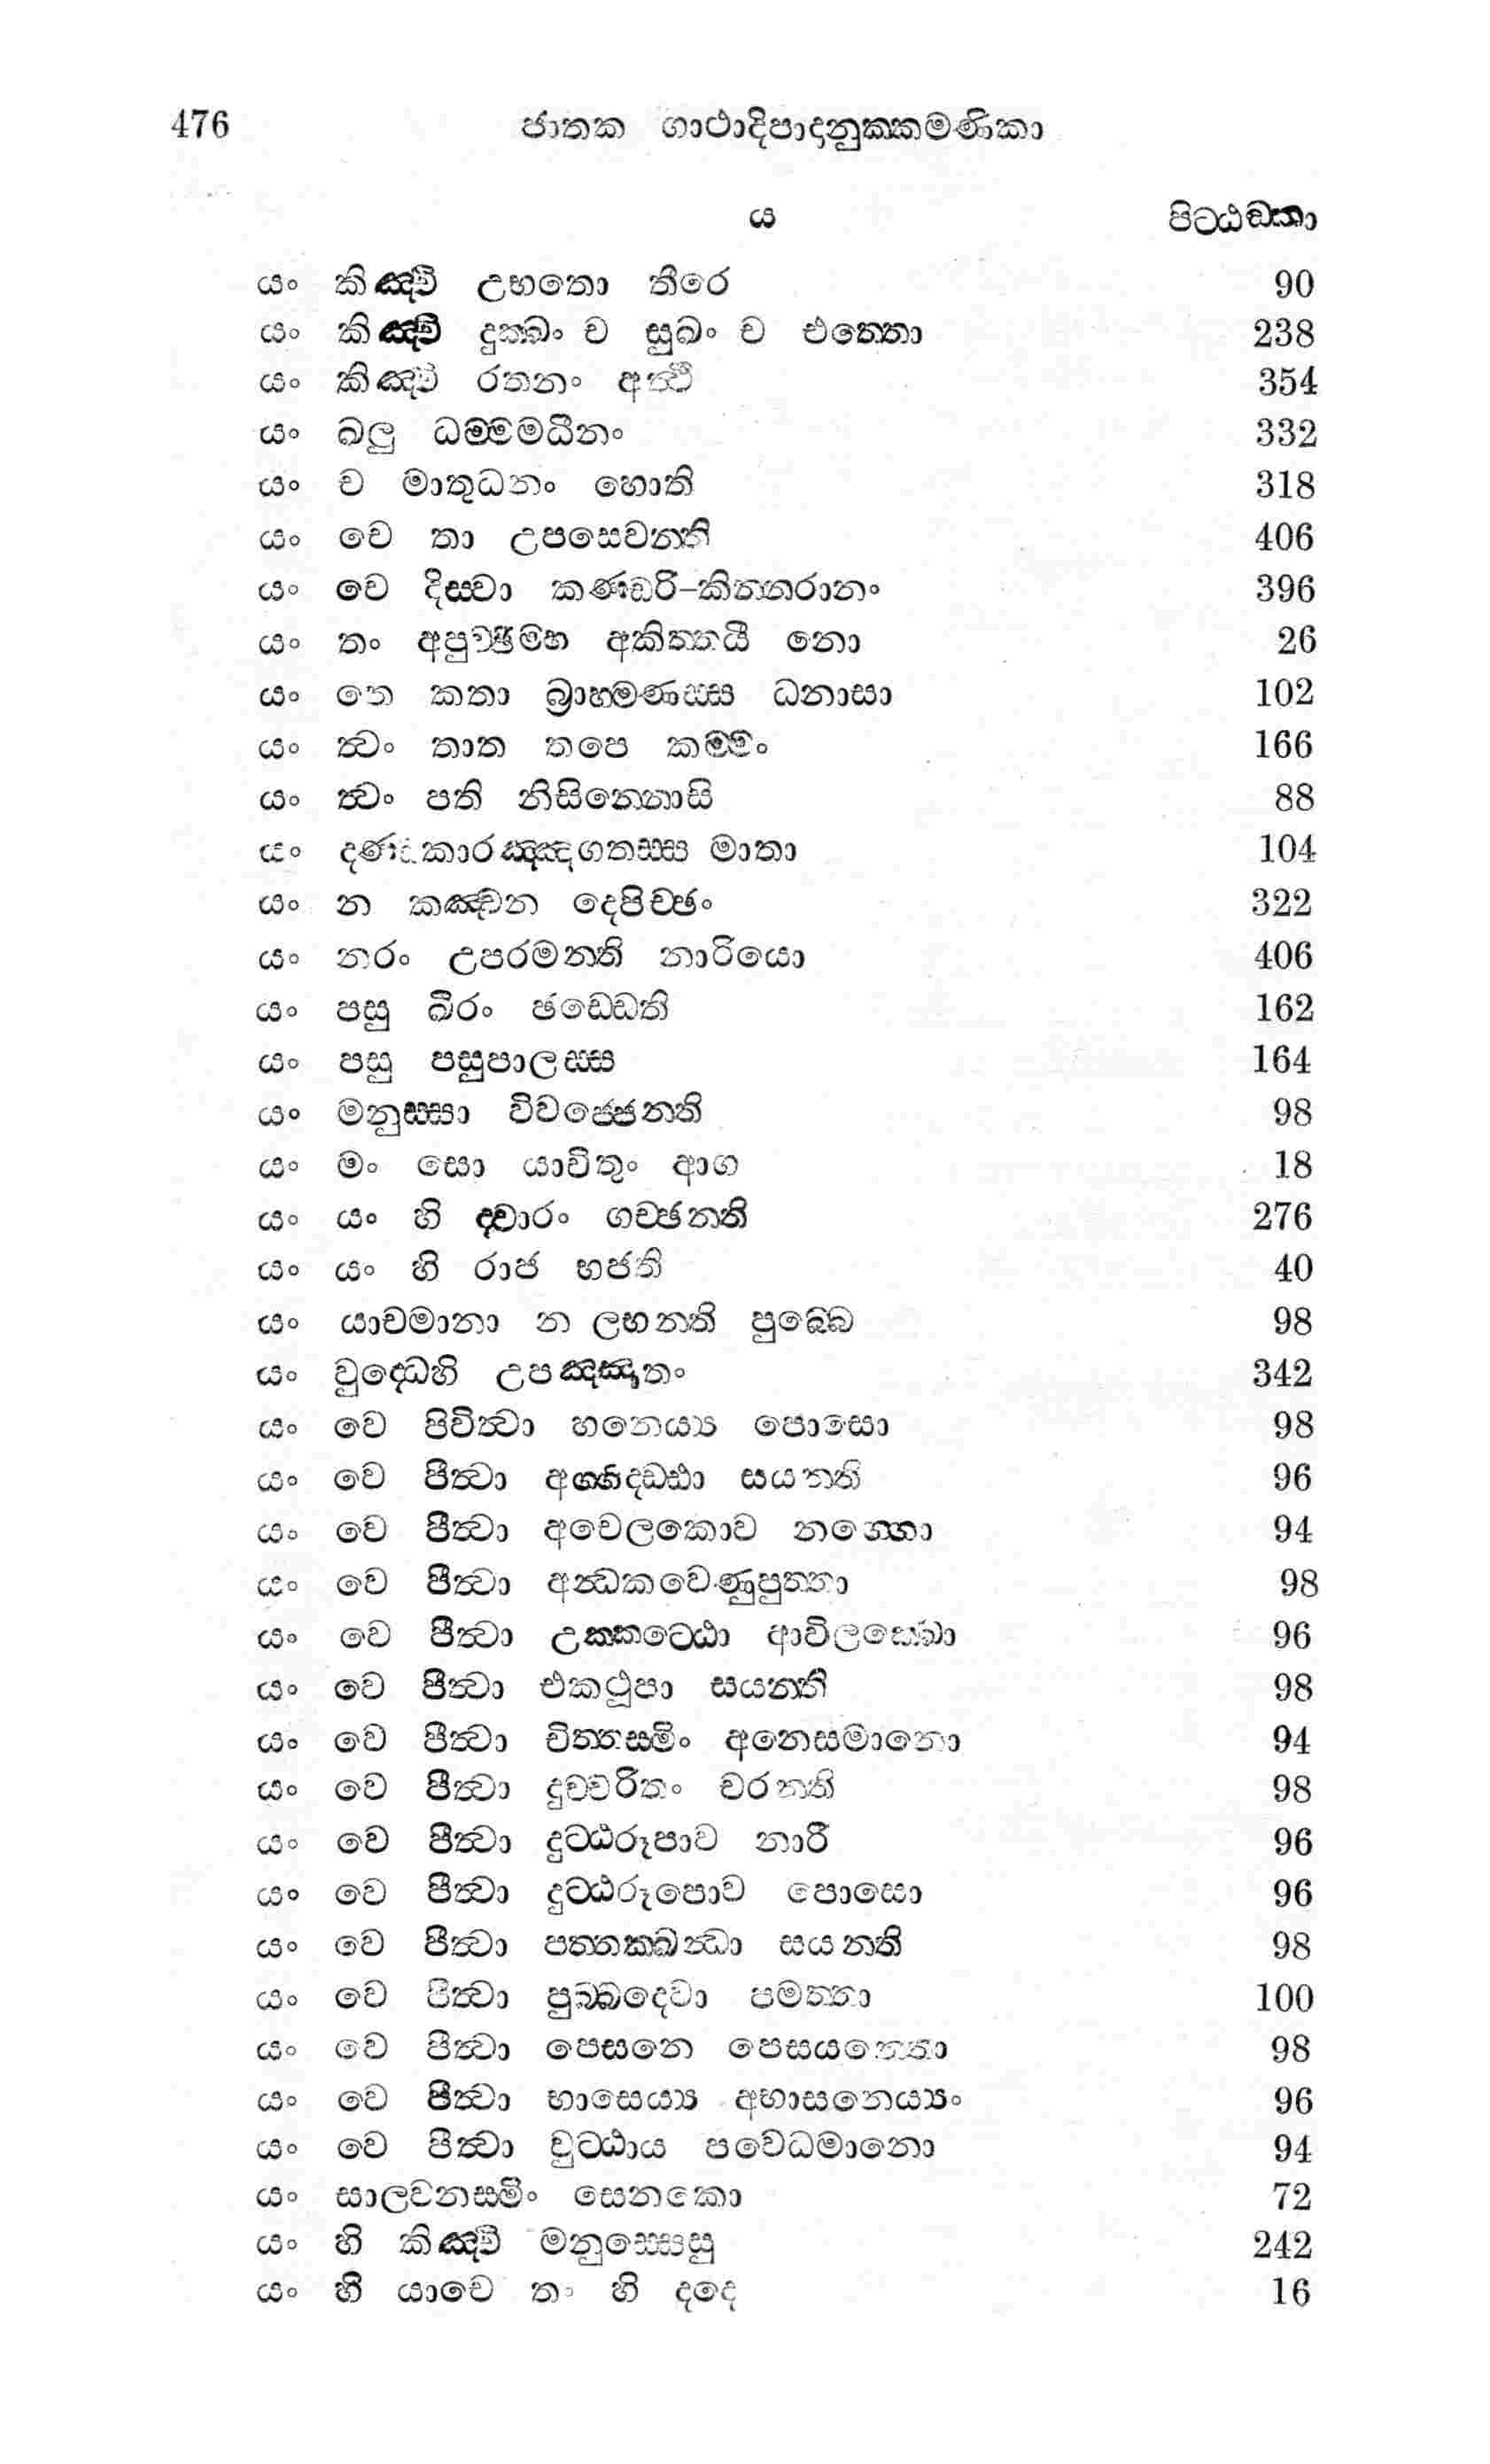 476 ජාතක ගාථාදිපාදානුක්කමණිකා
ය පිට්ඨඞ්කා
යං කිඤ්චි උභතො තීරෙ 90
යං කිඤ්චි දුක්ඛං ච සුඛං ච එත්තො 238
යං කිඤ්චි රතනං අත්ථි 354
යං ඛලු ධම්මමධීනං 332
යං ච මාතුධනං හොති 318
යං චෙ තා උපසෙවන්ති 406
යං වෙ දිස්වා කණ්ඩරි-කින්නරානං 396
යං තං අපුච්ඡිම්හ අකිත්තයී නො 26
යං තෙ කතා බ්‍රාහ්මණස්ස ධනාසා 102
යං ත්වං තාත තපෙ කම්මං 166
යං ත්වං පති නිසින්නොසි 88
යං දණ්ඩකාරඤ්ඤගතස්ස මාතා 104
යං න කඤ්චන දෙපිච්ඡං 322
යං නරං උපරමන්ති නාරියො 406
යං පසු ඛීරං ඡඩ්ඩෙති 162
යං පසු පසුපාලස්ස 164
යං මනුස්සා විවජ්ජෙන්ති 98
යං මං සො යාචිතුං ආග 18
යං යං හි ද්වාරං ගච්ඡන්ති 276
යං යං හි රාජ භජති 40
යං යාචමානා න ලභන්ති පුබ්බෙ 98
යං වුද්ධෙහි උපඤ්ඤාතං 342
යං වෙ පිවිත්වා හනෙය්‍ය පොසො 98
යං වෙ පීත්වා අග්ගිදඩ්ඪා සයන්ති 96
යං වෙ පීත්වා අචෙලකොව නග්ගො 94
යං වෙ පීත්වා අන්ධකවෙණ්ණුපුත්තා 98
යං වෙ පීත්වා උක්කට්ඨො ආවිලක්ඛො 96
යං වෙ පීත්වා එකථූපා සයන්ති 98
යං වෙ පීත්වා චිත්තස්මිං අනෙසමානො 94
යං වෙ පීත්වා දුච්චරිතං චරන්ති 98
යං වෙ පීත්වා දුට්ඨරූපාව නාරී 96
යං වෙ පීත්වා දුට්ඨරූපොව පොසො 96
යං වෙ පීත්වා පත්තක්ඛන්ධා සයන්ති 98
යං වෙ පීත්වා පුබ්බදෙවා පමත්තා 100
යං වෙ පීත්වා පෙසනෙ පෙසයන්තො 98
යං වෙ පීත්වා භාසෙය්‍ය අභාසනෙය්‍යං 96
යං වෙ පීත්වා වුට්ඨාය පවෙධමානො 94
යං සාලවනස්මිං සෙනකො 72
යං හි කිඤ්චි මනුස්සෙසු 242
යං හි යාචෙ තං හි දදෙ 16